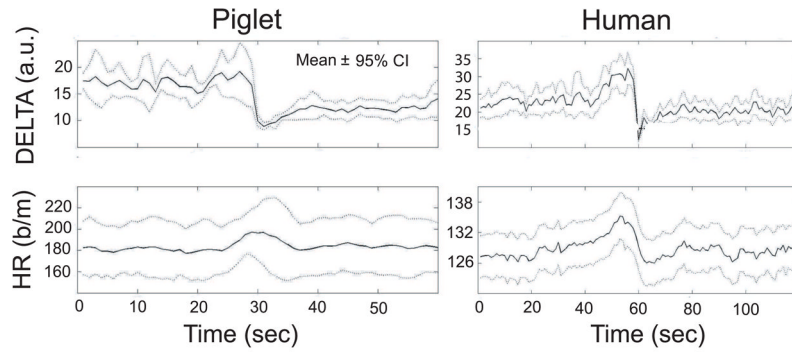 Piglet
Human
DELTA (a.u.)
20
15
10
Mean ± 95% CI
35
30
25
20
15
HR (b/m)
220
200
180
160
138
132
126
0 10 20 30 40 50
0 20 40 60 80 100
Time (sec)
Time (sec)